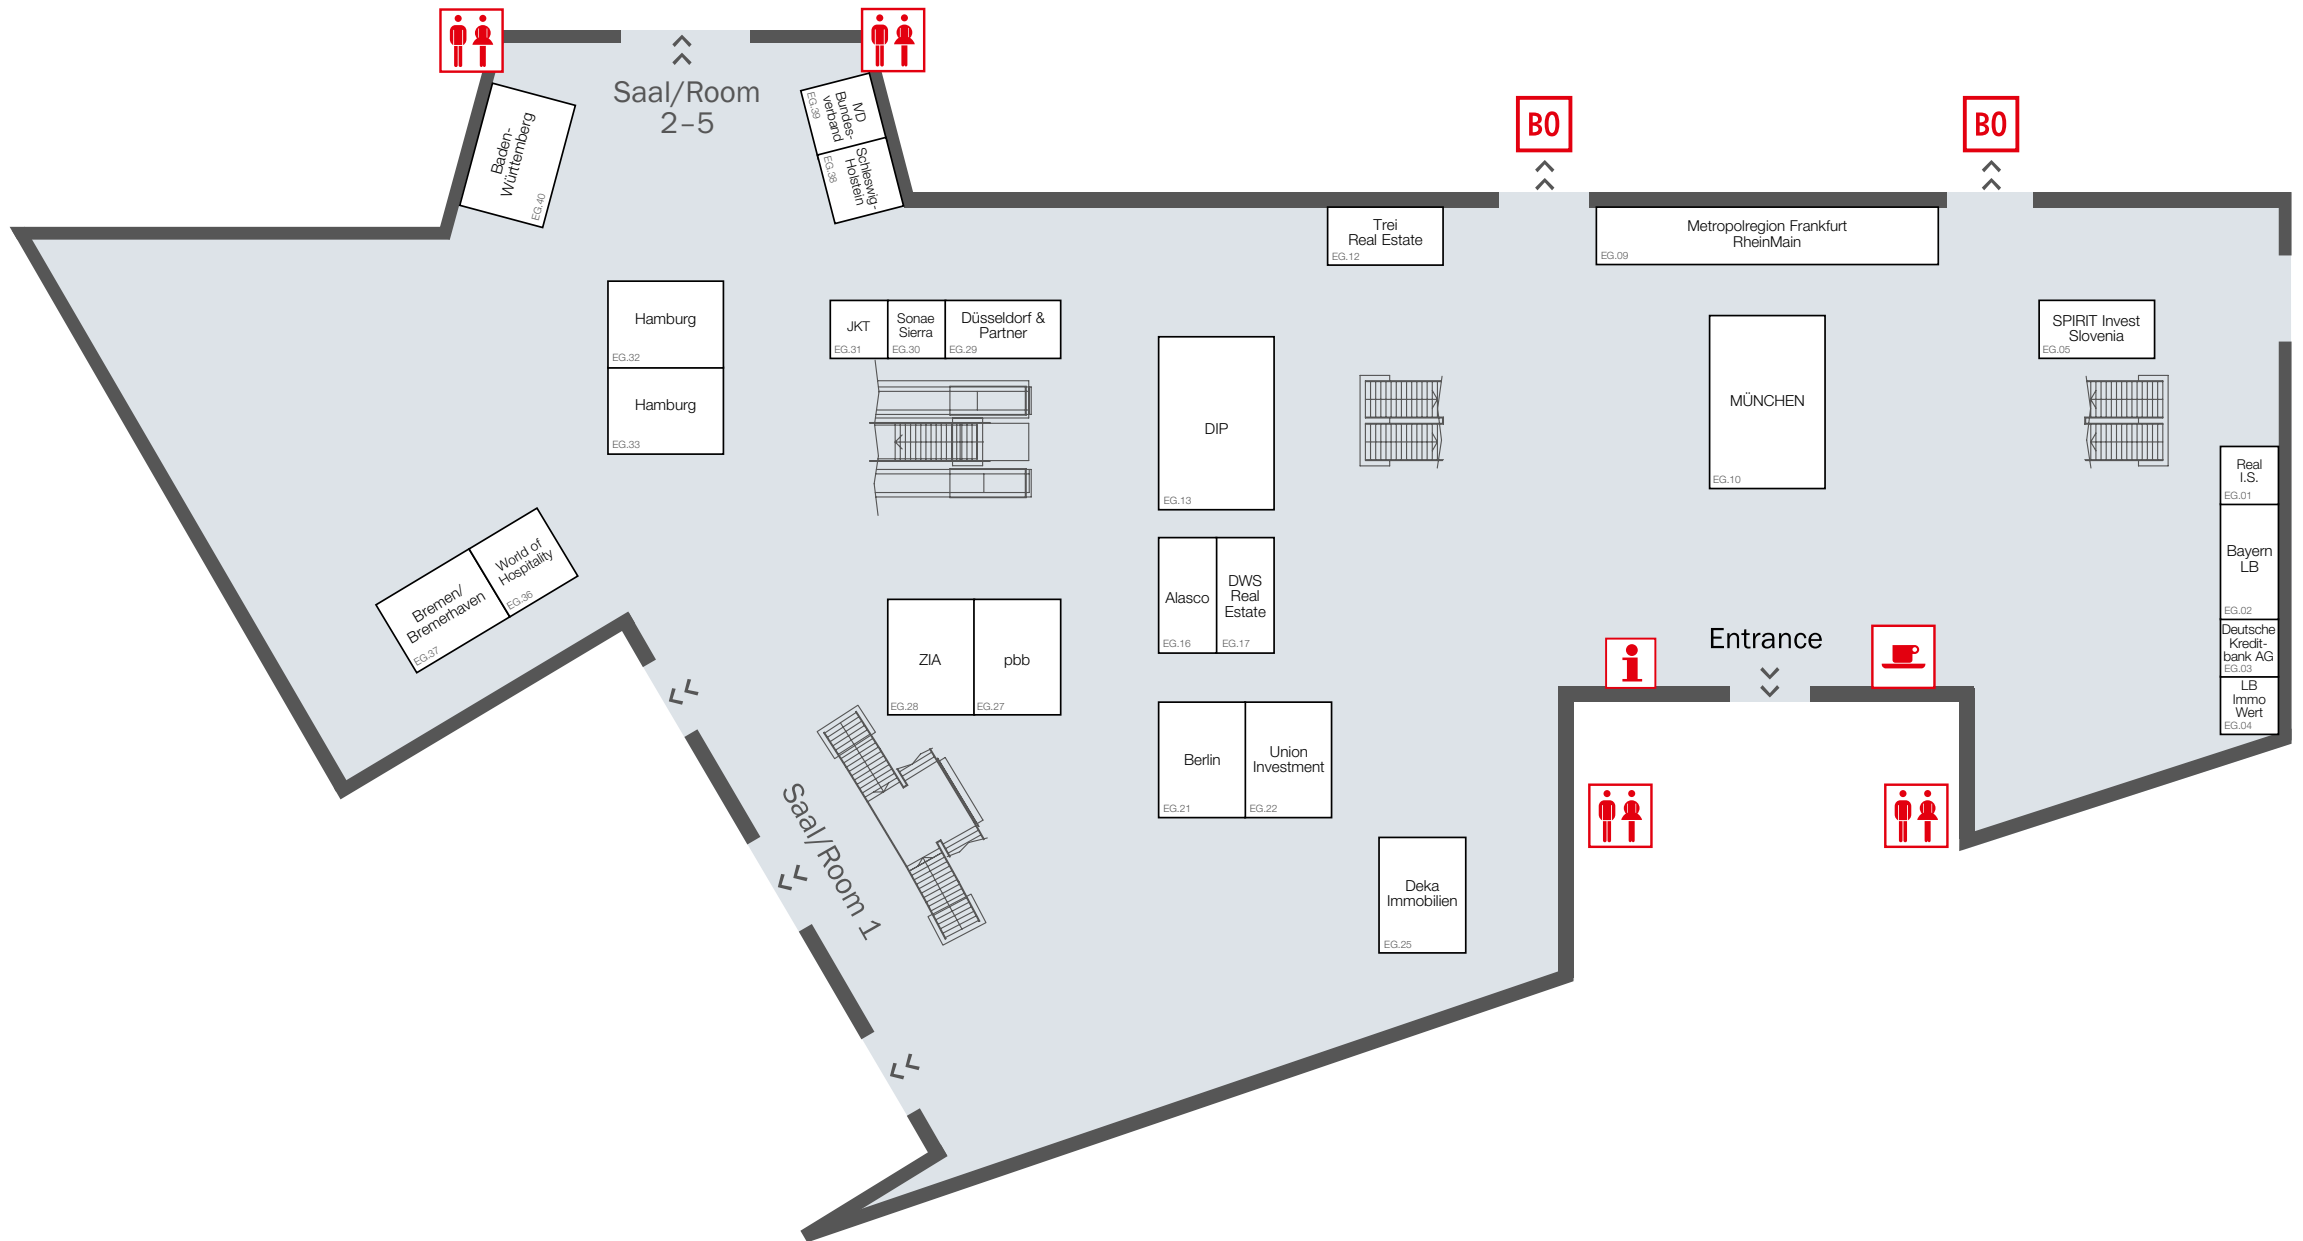 Saal/Room
2–5
Baden-
Württemberg
EG.40
IVD
Bundes-
verband
EG.39
Schleswig-
Holstein
EG.38
B0
B0
Trei
Real Estate
EG.12
Metropolregion Frankfurt
RheinMain
EG.09
Hamburg
EG.32
Hamburg
EG.33
JKT
EG.31
Sonae
Sierra
EG.30
Düsseldorf &
Partner
EG.29
DIP
EG.13
MÜNCHEN
EG.10
SPIRIT Invest
Slovenia
EG.05
Real
I.S.
EG.01
Bayern
LB
EG.02
Deutsche
Kredit-
bank AG
EG.03
LB
Immo
Wert
EG.04
World of
Hospitality
EG.36
Bremen/
Bremerhaven
EG.37
Alasco
EG.16
DWS
Real
Estate
EG.17
ZIA
EG.28
pbb
EG.27
Entrance
Berlin
EG.21
Union
Investment
EG.22
Saal/Room 1
Deka
Immobilien
EG.25